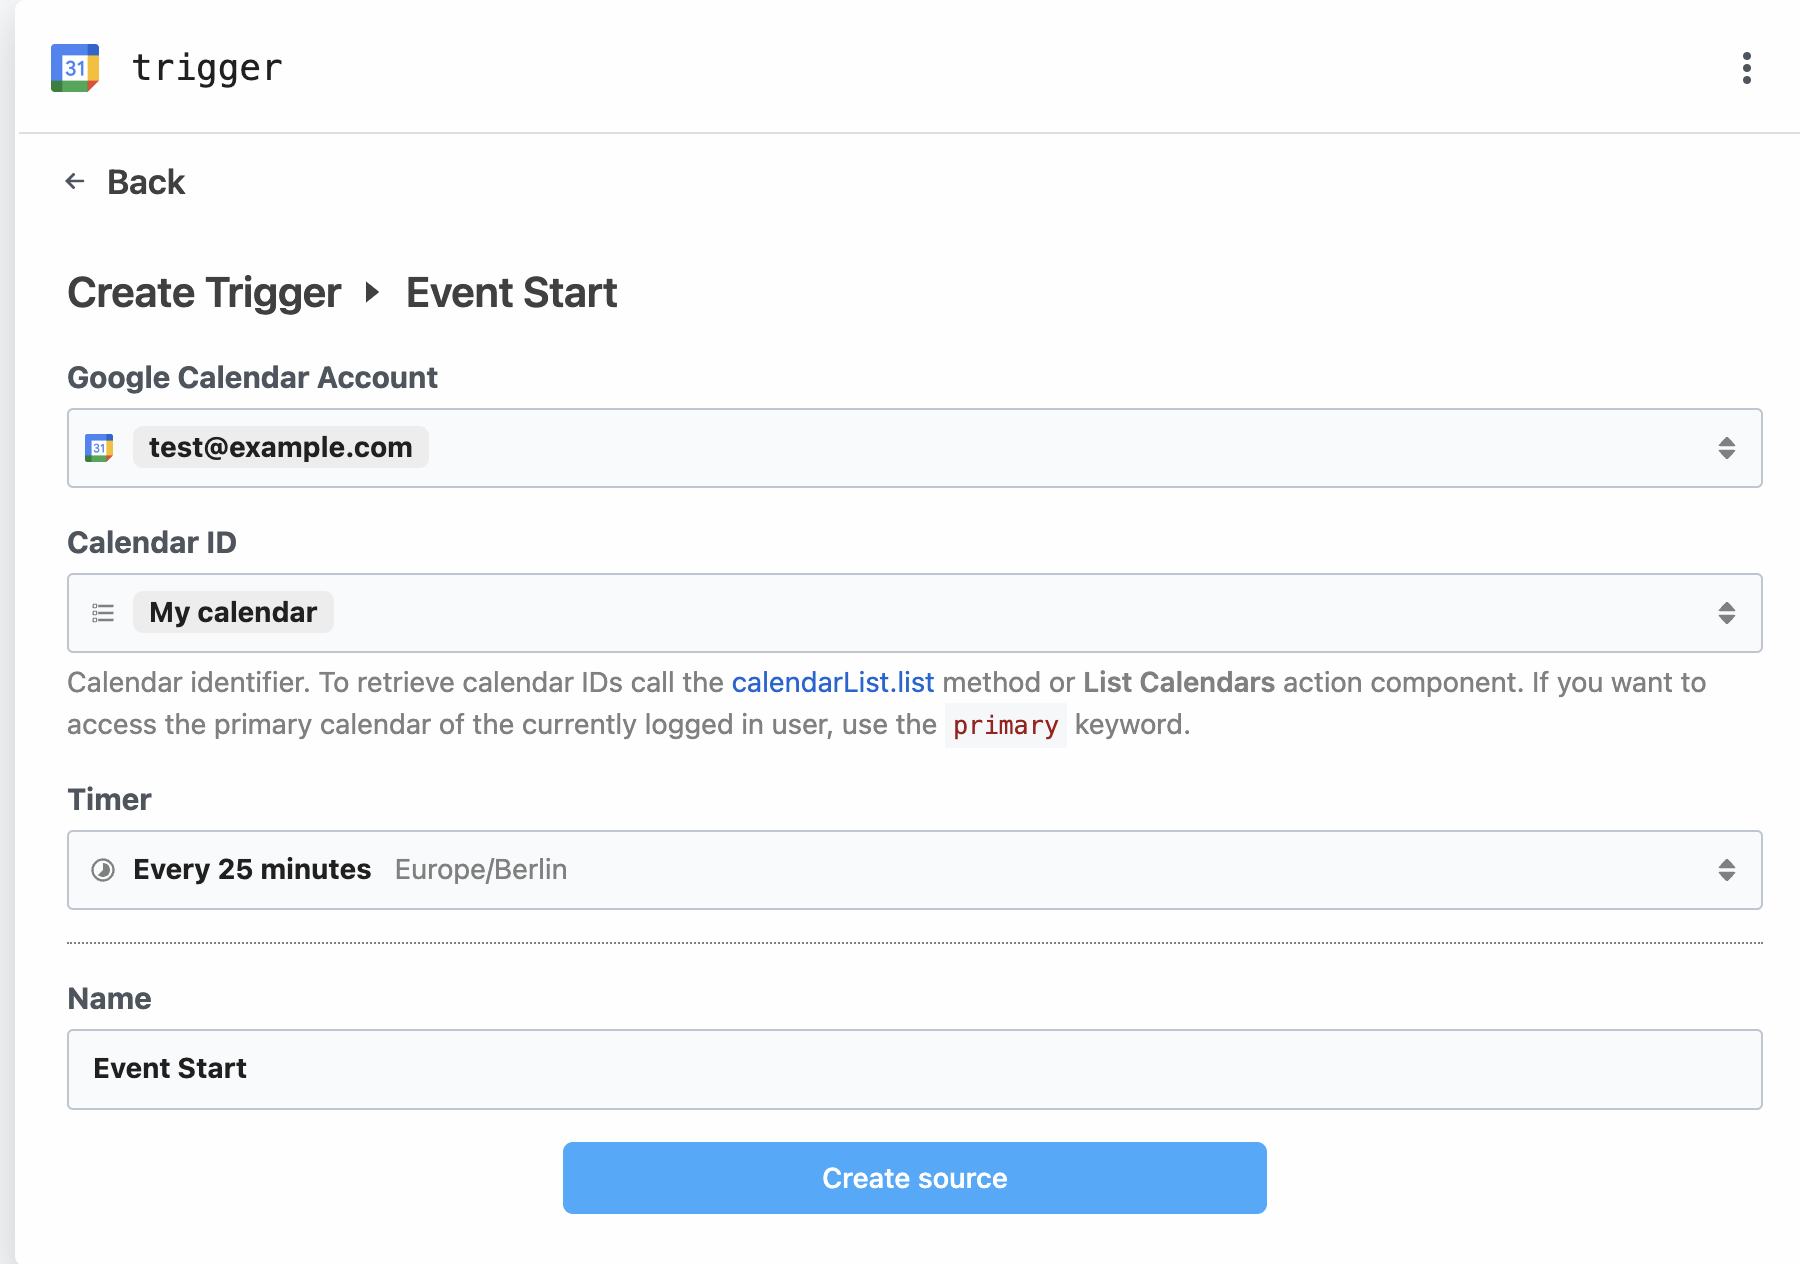 31 trigger
← Back
Create Trigger ▸ Event Start
Google Calendar Account
31 test@example.com
Calendar ID
My calendar
Calendar identifier. To retrieve calendar IDs call the calendarList.list method or List Calendars action component. If you want to
access the primary calendar of the currently logged in user, use the primary keyword.
Timer
Every 25 minutes Europe/Berlin
Name
Event Start
Create source